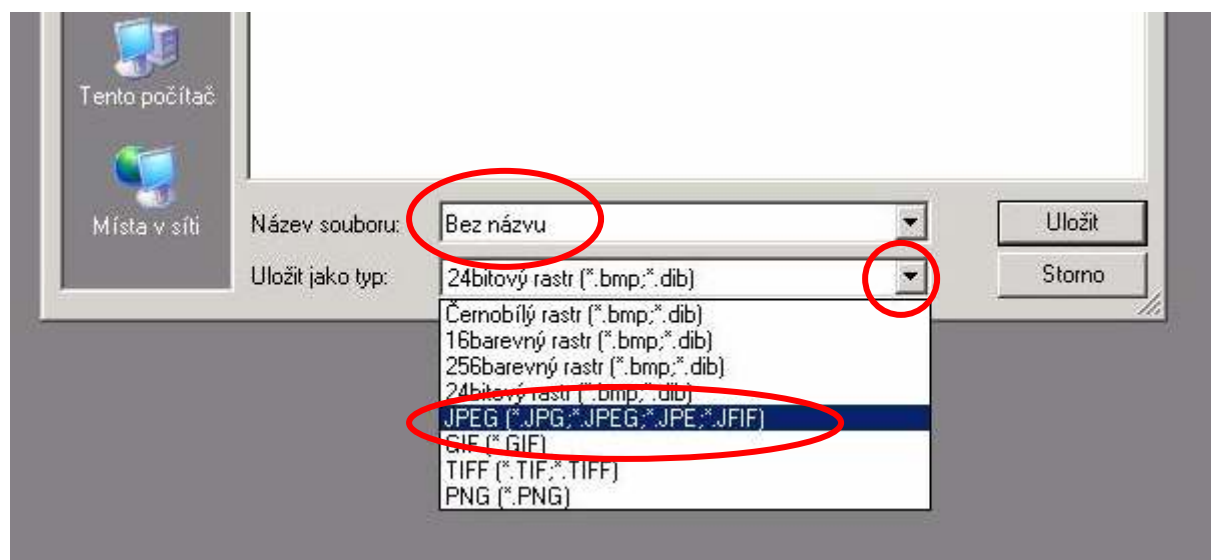 Tento počítač
Místa v síti
Název souboru: Bez názvu Uložit
Uložit jako typ: 24bitový rastr (*.bmp;*.dib) Storno
Černobílý rastr (*.bmp;*.dib)
16barevný rastr (*.bmp;*.dib)
256barevný rastr (*.bmp;*.dib)
24bitový rastr (*.bmp;*.dib)
JPEG (*.JPG;*.JPEG;*.JPE;*.JFIF)
GIF (*.GIF)
TIFF (*.TIF;*.TIFF)
PNG (*.PNG)